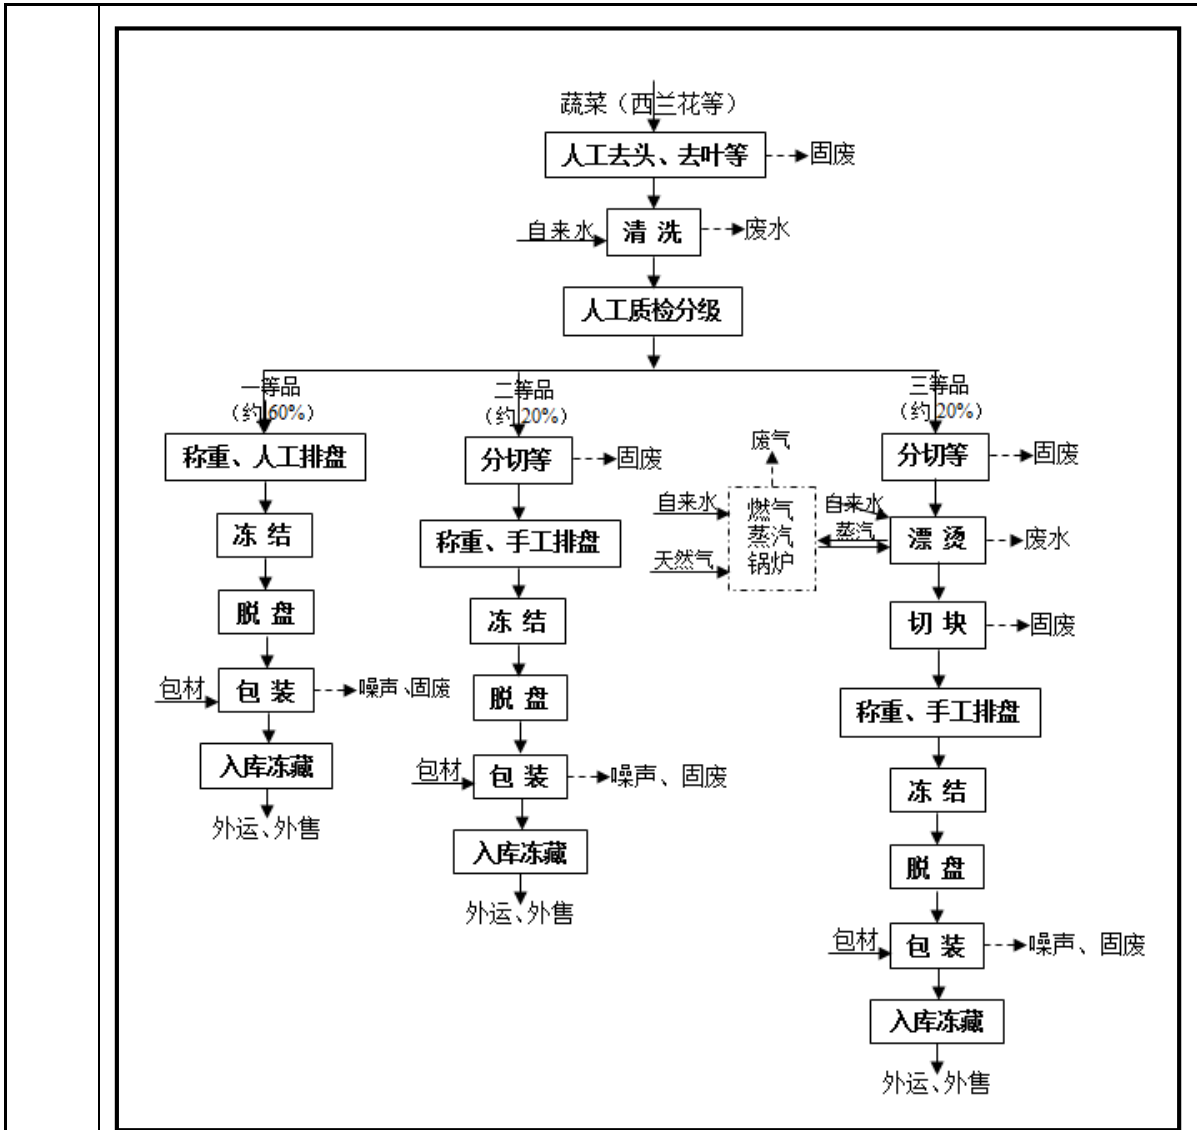 蔬菜（西兰花等）
人工去头、去叶等
固废
自来水
清 洗
废水
人工质检分级
一等品
（约60%）
称重、人工排盘
冻 结
脱 盘
包材
包 装
噪声、固废
入库冻藏
外运、外售
二等品
（约20%）
分切等
固废
称重、手工排盘
冻 结
脱 盘
包材
包 装
噪声、固废
入库冻藏
外运、外售
废气
自来水
天然气
燃气
蒸汽
锅炉
三等品
（约20%）
分切等
固废
自来水
蒸汽
漂 烫
废水
切 块
固废
称重、手工排盘
冻 结
脱 盘
包材
包 装
噪声、固废
入库冻藏
外运、外售